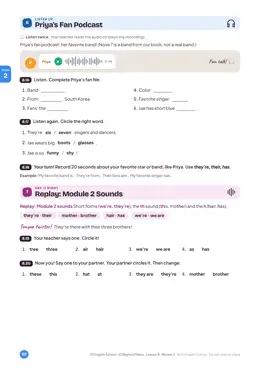 LISTEN UP
Priya's Fan Podcast
Listen twice. Your teacher reads the audio or plays the recording.
Priya's fan podcast: her favorite band! (Nova 7 is a band from our book, not a real band.)
Priya
Fan talk!
UNIT
2
Listen. Complete Priya's fan file.
1. Band:
2. From:
, South Korea
3. Fans: the
4. Color:
5. Favorite singer:
6. Jae has short blue
Listen again. Circle the right word.
1. They're six / seven singers and dancers.
2. Jae wears big boots / glasses
3. Jae is so funny / shy !
Your turn! Record 20 seconds about your favorite star or band, like Priya. Use they're, their, has.
Example: My favorite band is... They're from... Their fans are... My favorite singer has...
SAY IT RIGHT
Replay: Module 2 Sounds
Replay: Module 2 sounds Short forms (we're, they're), the th sound (this, mother) and the h (hair, has).
they're · their
mother · brother
hair · has
we're · we are
Tongue twister! They're there with their three brothers!
Your teacher says one. Circle it!
1. tree three
2. air hair
3. we're we are
4. as has
Now you! Say one to your partner. Your partner circles it. Then change.
1. these this
2. hat at
3. they are they're
4. mother brother